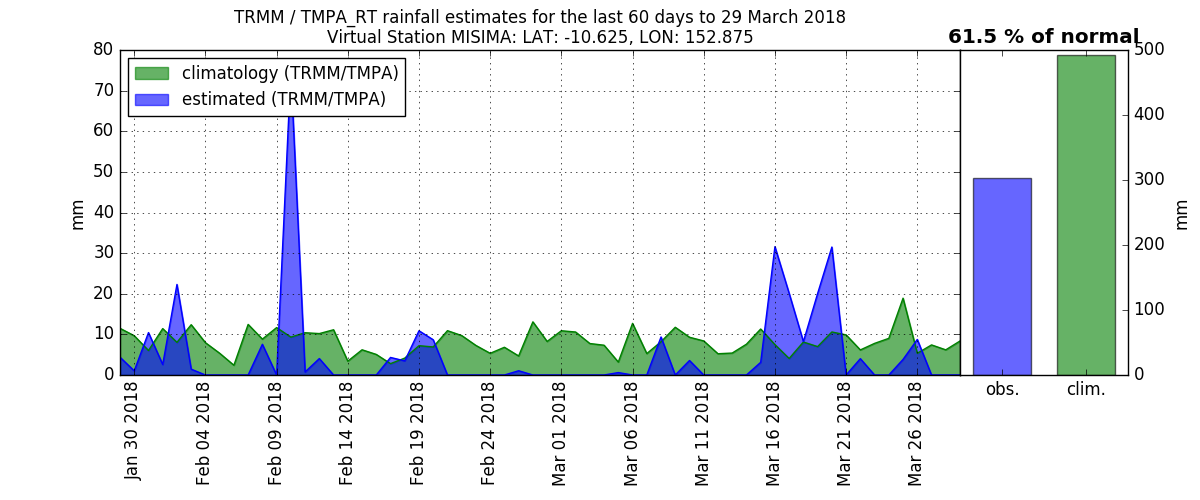 TRMM / TMPA_RT rainfall estimates for the last 60 days to 29 March 2018
Virtual Station MISIMA: LAT: -10.625, LON: 152.875
61.5 % of normal
climatology (TRMM/TMPA)
estimated (TRMM/TMPA)
80
70
60
50
40
30
20
10
0
mm
Jan 30 2018
Feb 04 2018
Feb 09 2018
Feb 14 2018
Feb 19 2018
Feb 24 2018
Mar 01 2018
Mar 06 2018
Mar 11 2018
Mar 16 2018
Mar 21 2018
Mar 26 2018
500
400
300
200
100
0
mm
obs.
clim.